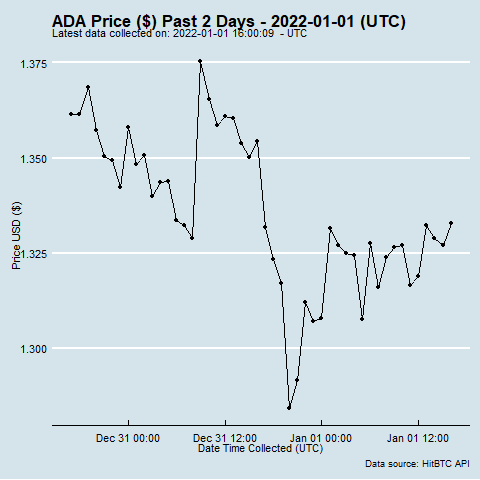 ADA Price ($) Past 2 Days - 2022-01-01 (UTC)
Latest data collected on: 2022-01-01 16:00:09 - UTC
1.375
1.350
1.325
1.300
Price USD ($)
Dec 31 00:00 Dec 31 12:00 Jan 01 00:00 Jan 01 12:00
Date Time Collected (UTC)
Data source: HitBTC API